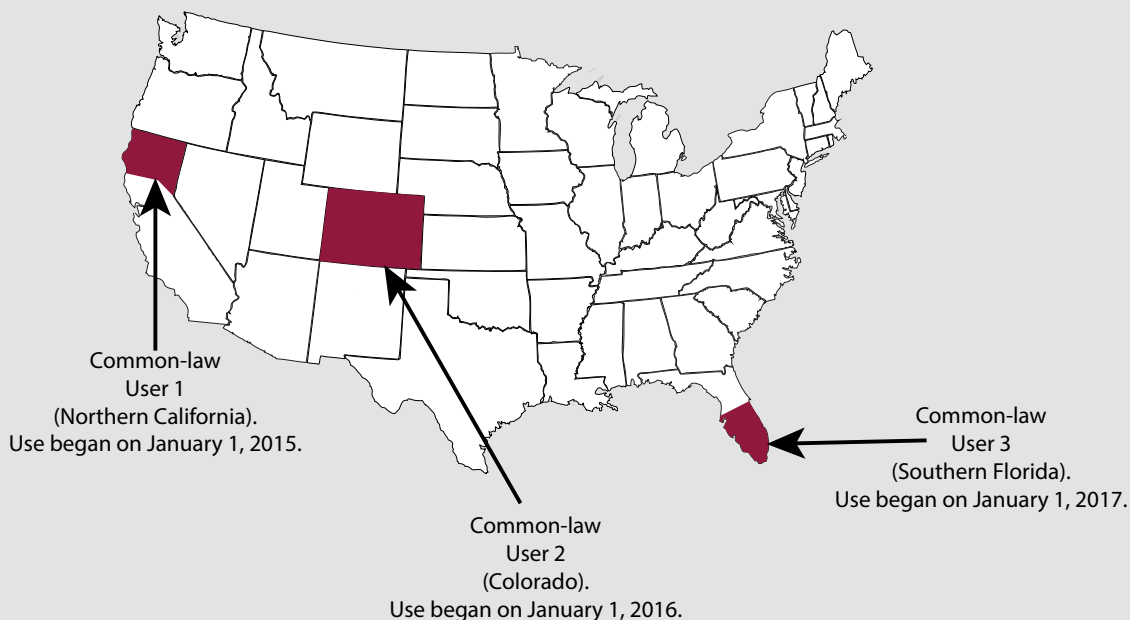 Common-law
User 1
(Northern California).
Use began on January 1, 2015.
Common-law
User 2
(Colorado).
Use began on January 1, 2016.
Common-law
User 3
(Southern Florida).
Use began on January 1, 2017.